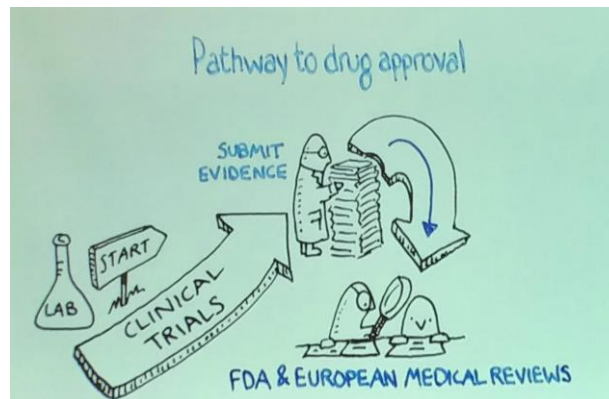 Pathway to drug approval
SUBMIT
EVIDENCE
START
LAB
CLINICAL
TRIALS
FDA & EUROPEAN MEDICAL REVIEWS